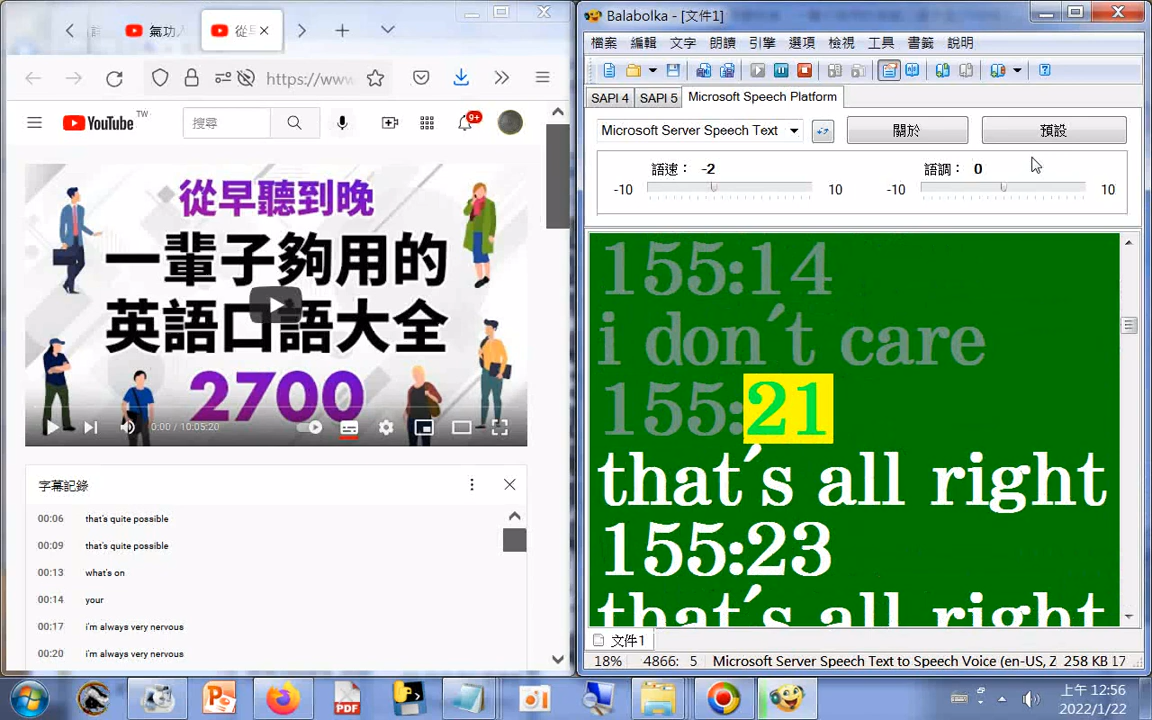 氣功
從
https://www
YouTube TW
搜尋
9+
從早聽到晚
一輩子夠用的
英語口語大全
2700
0:00 / 10:05:20
字幕記錄
00:06 that's quite possible
00:09 that's quite possible
00:13 what's on
00:14 your
00:17 i'm always very nervous
00:20 i'm always very nervous
Balabolka - [文件1]
檔案 編輯 文字 朗讀 引擎 選項 檢視 工具 書籤 說明
SAPI 4 SAPI 5 Microsoft Speech Platform
Microsoft Server Speech Text 關於 預設
語速： -2 語調： 0
-10 10 -10 10
155:14
i don't care
155:21
that's all right
155:23
that's all right
文件1
18% 4866: 5 Microsoft Server Speech Text to Speech Voice (en-US, Z 258 KB 17
PDF
上午 12:56
2022/1/22